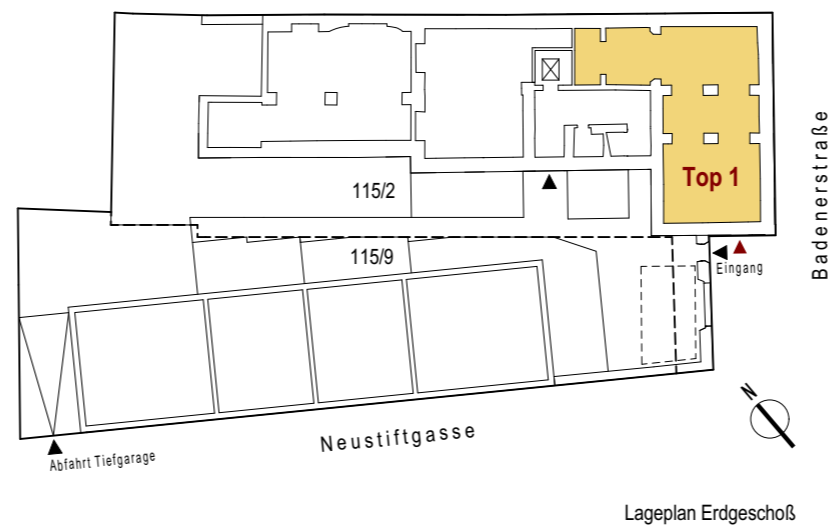 115/2
Top 1
Badenerstraße
115/9
Eingang
N
Neustiftgasse
Abfahrt Tiefgarage
Lageplan Erdgeschoß